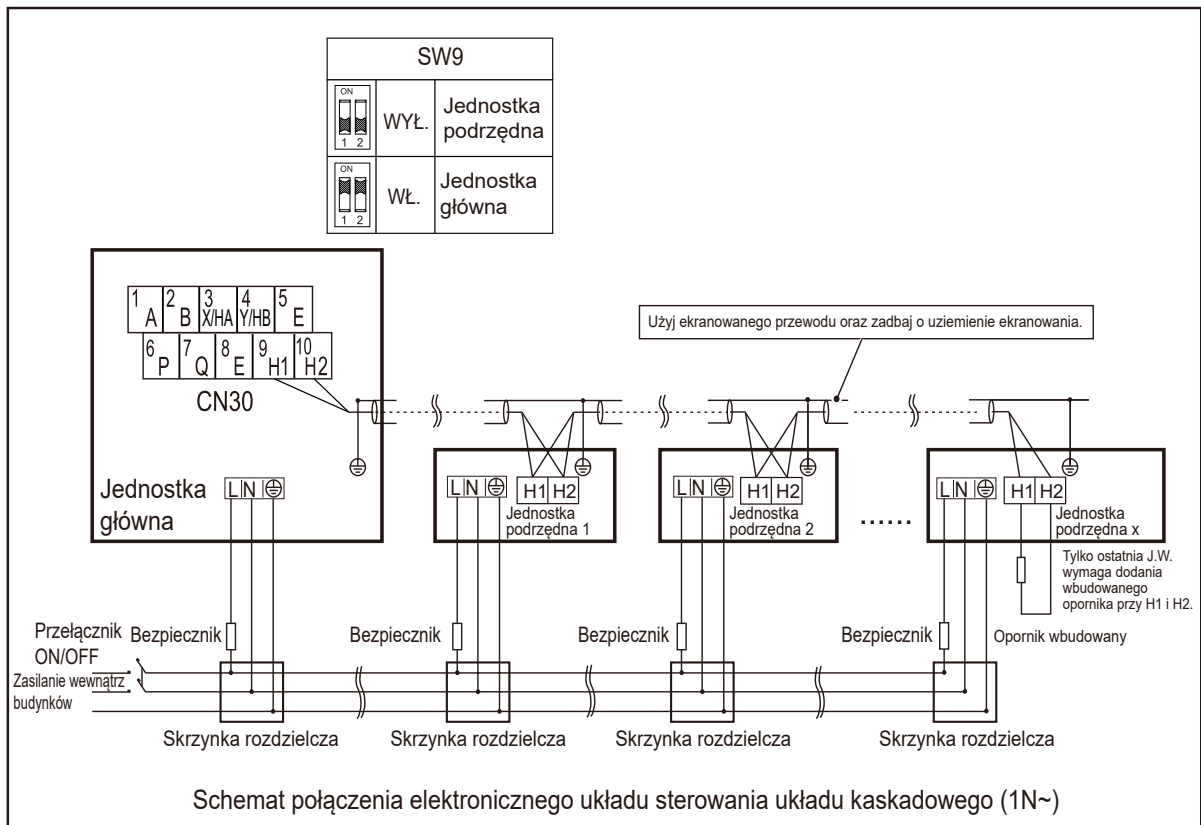 SW9
ON
1 2
WYŁ.
Jednostka
podrzędna
ON
1 2
WŁ.
Jednostka
główna
1 A 2 B 3 X/HA 4 Y/HB 5 E
6 P 7 Q 8 E 9 H1 10 H2
CN30
Użyj ekranowanego przewodu oraz zadbaj o uziemienie ekranowania.
Jednostka
główna
L N
L N
H1 H2
Jednostka
podrzędna 1
L N
H1 H2
Jednostka
podrzędna 2
......
L N
H1 H2
Jednostka
podrzędna x
Tylko ostatnia J.W.
wymaga dodania
wbudowanego
opornika przy H1 i H2.
Przełącznik
ON/OFF
Zasilanie wewnątrz
budynków
Bezpiecznik
Bezpiecznik
Bezpiecznik
Bezpiecznik
Opornik wbudowany
Skrzynka rozdzielcza
Skrzynka rozdzielcza
Skrzynka rozdzielcza
Skrzynka rozdzielcza
Schemat połączenia elektronicznego układu sterowania układu kaskadowego (1N~)